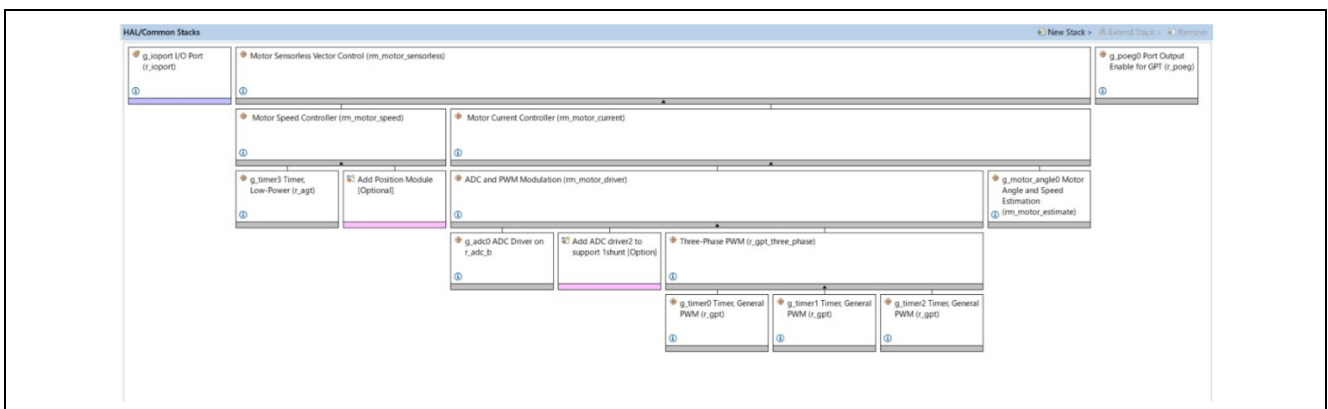 HAL/Common Stacks
New Stack > Extend Stack > Remove
g_ioport I/O Port
(r_ioport)
Motor Sensorless Vector Control (rm_motor_sensorless)
g_poeg0 Port Output
Enable for GPT (r_poeg)
Motor Speed Controller (rm_motor_speed)
Motor Current Controller (rm_motor_current)
g_timer3 Timer,
Low-Power (r_agt)
Add Position Module
[Optional]
ADC and PWM Modulation (rm_motor_driver)
g_motor_angle0 Motor
Angle and Speed
Estimation
(rm_motor_estimate)
g_adc0 ADC Driver on
r_adc_b
Add ADC driver2 to
support 1shunt [Option]
Three-Phase PWM (r_gpt_three_phase)
g_timer0 Timer, General
PWM (r_gpt)
g_timer1 Timer, General
PWM (r_gpt)
g_timer2 Timer, General
PWM (r_gpt)